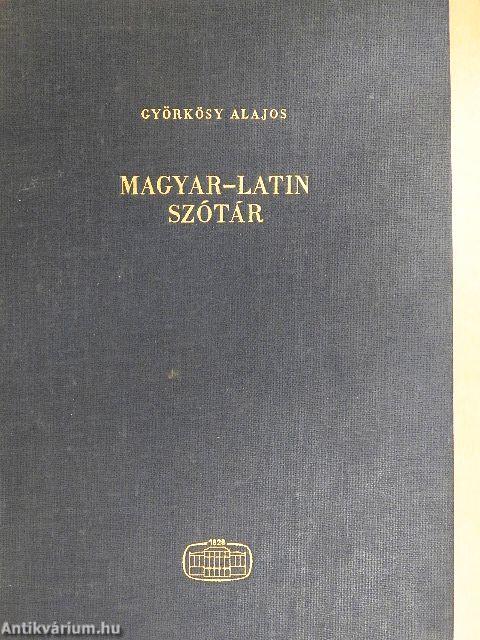 GYÖRKÖSY ALAJOS
MAGYAR–LATIN
SZÓTÁR
1828
Antikvárium.hu